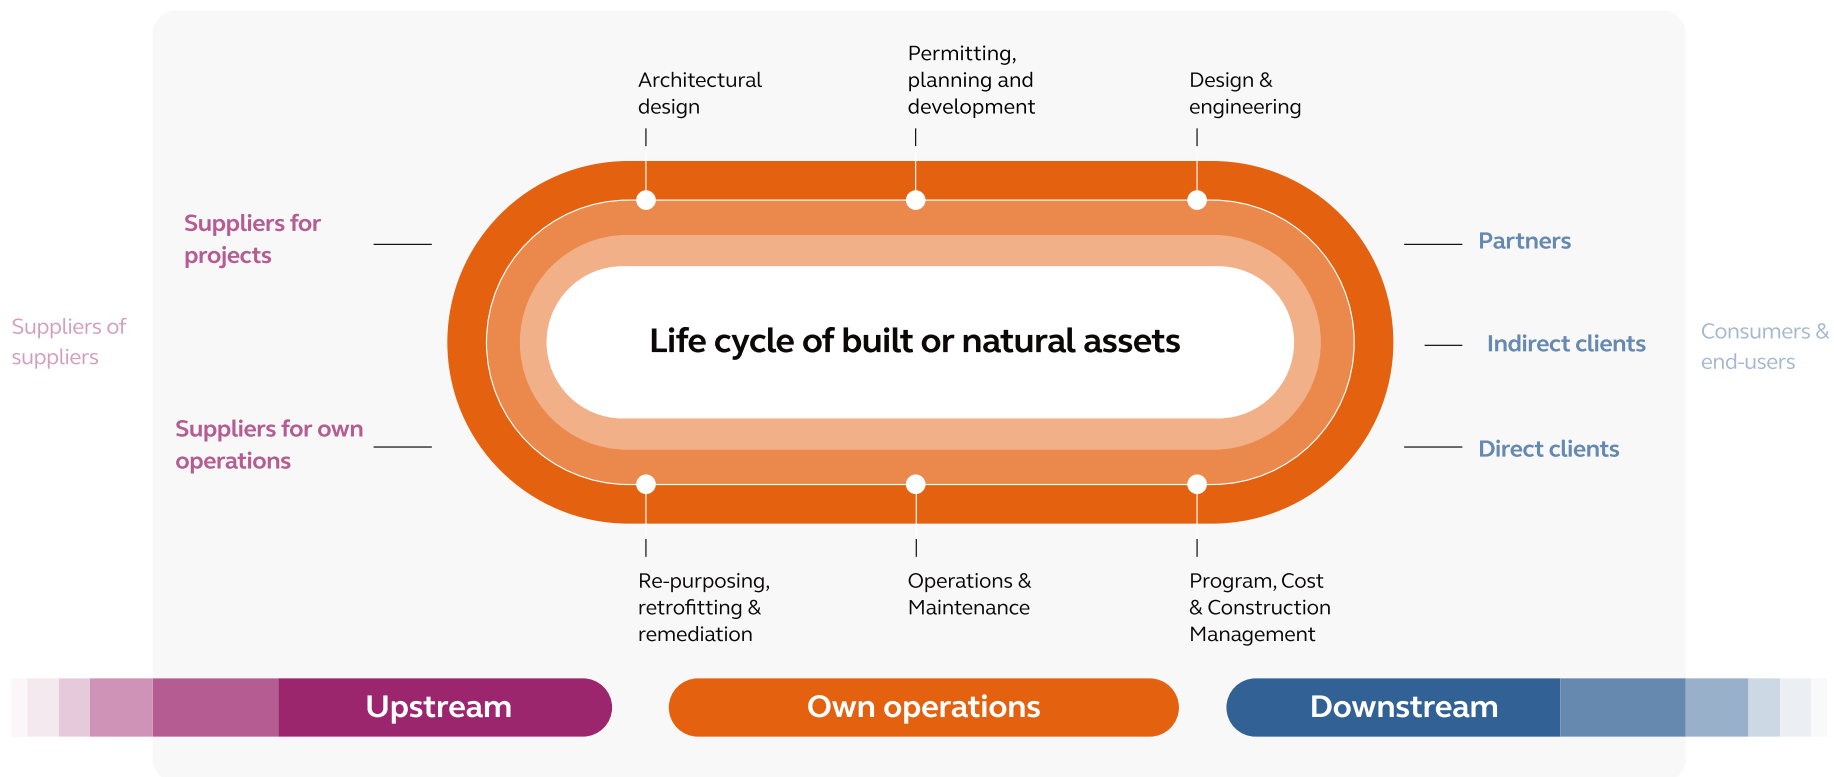 Architectural
design
Permitting,
planning and
development
Design &
engineering
Suppliers for
projects
Partners
Suppliers of
suppliers
Life cycle of built or natural assets
Indirect clients
Consumers &
end-users
Suppliers for own
operations
Direct clients
Re-purposing,
retrofitting &
remediation
Operations &
Maintenance
Program, Cost
& Construction
Management
Upstream
Own operations
Downstream